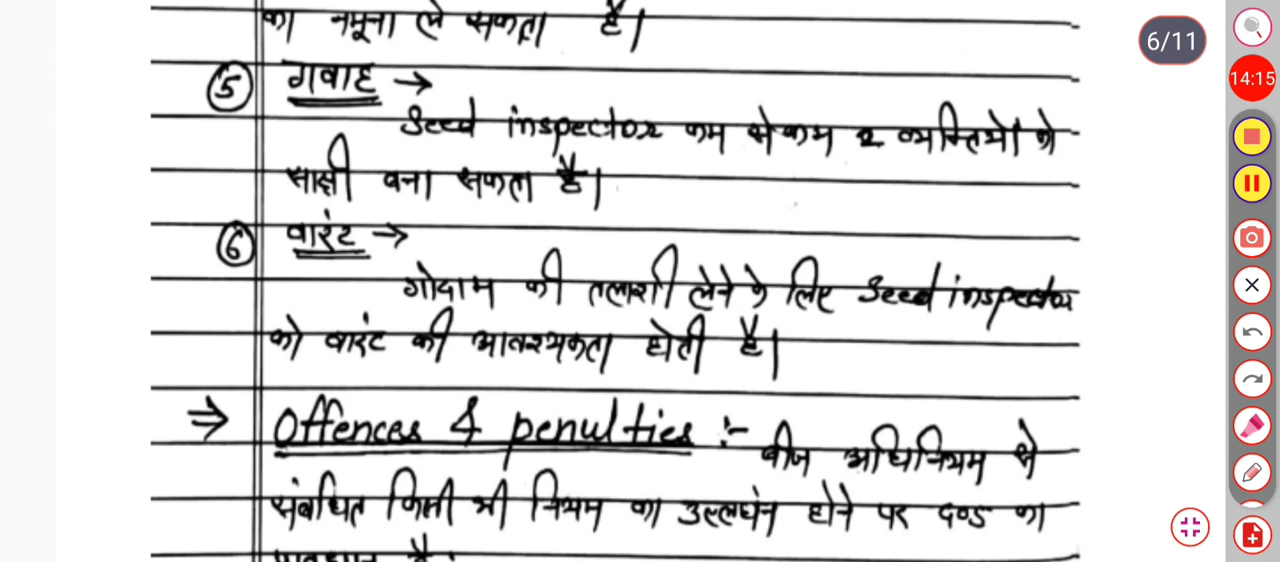 का नमूना ले सकता है।
6/11
14:15
⑤ गवाह →
Seed inspector कम से कम 2 व्यक्तियों को
साक्षी बना सकता है।
⑥ वारंट →
गोदाम की तलाशी लेने के लिए Seed inspector
को वारंट की आवश्यकता होती है।
⇒ Offences & penulties :- बीज अधिनियम से
संबंधित किसी भी नियम का उल्लघंन होने पर दण्ड का